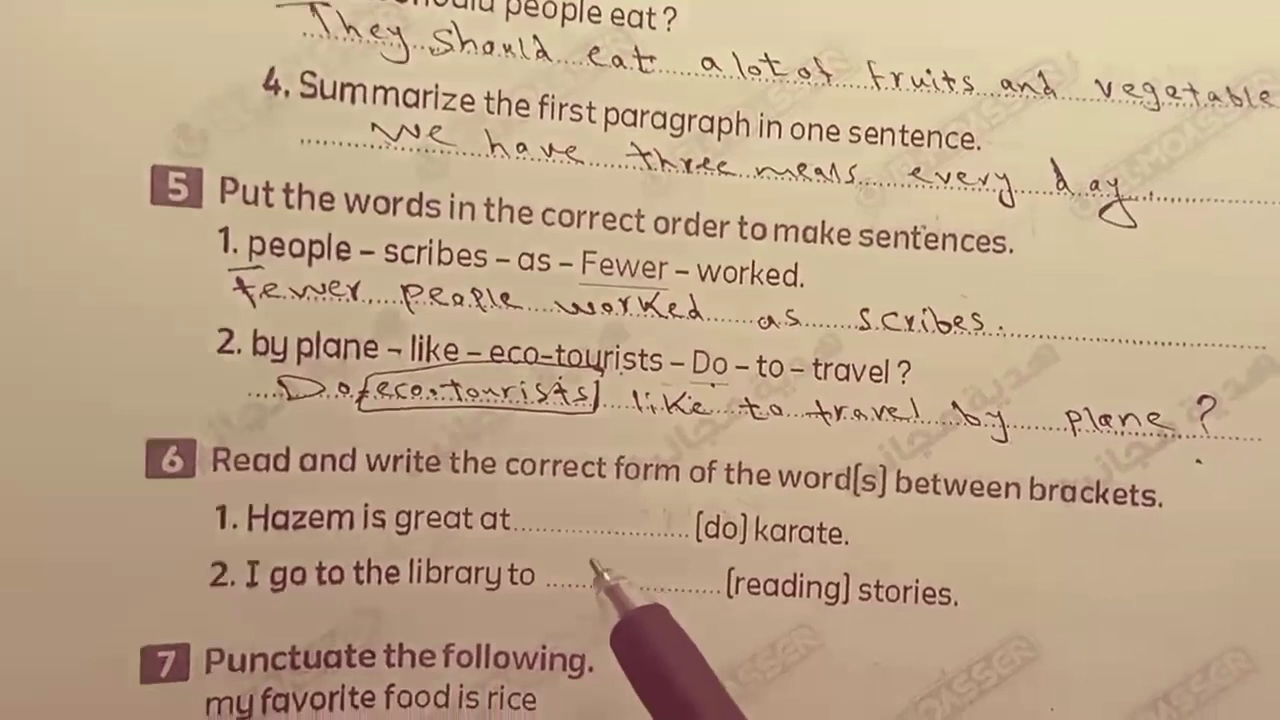 should people eat?
They should eat a lot of fruits and vegetable
4. Summarize the first paragraph in one sentence.
We have three meals every day.
5 Put the words in the correct order to make sentences.
1. people – scribes – as – Fewer – worked.
Fewer people worked as scribes.
2. by plane – like – eco-tourists – Do – to – travel?
Do eco-tourists like to travel by plane?
6 Read and write the correct form of the word(s) between brackets.
1. Hazem is great at.................... (do) karate.
2. I go to the library to .................... (reading) stories.
7 Punctuate the following.
my favorite food is rice